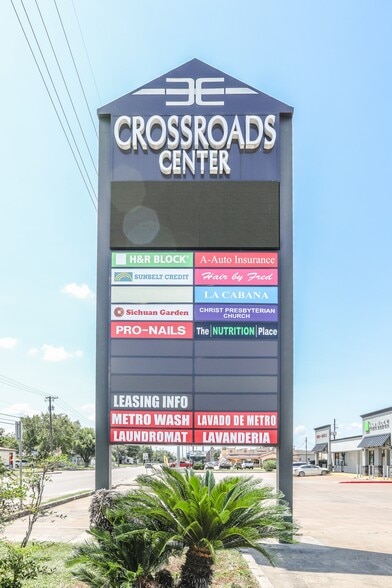 CROSSROADS
CENTER
H&R BLOCK
A-Auto Insurance
SUNBELT CREDIT
Hair by Fred
LA CABANA
Sichuan Garden
CHRIST PRESBYTERIAN
CHURCH
PRO-NAILS
The NUTRITION Place
LEASING INFO
METRO WASH
LAVADO DE METRO
LAUNDROMAT
LAVANDERIA